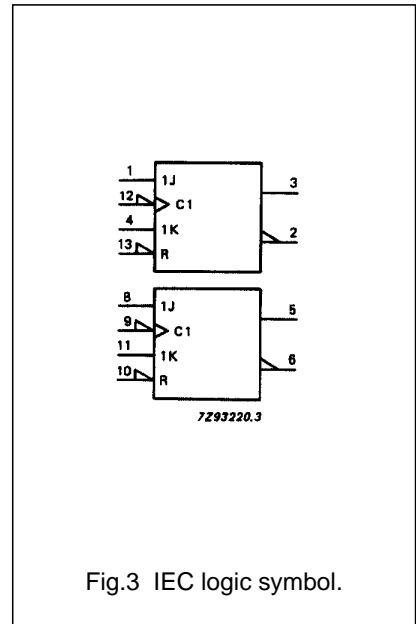 1 1J 3
12 C1
4 1K 2
13 R
8 1J 5
9 C1
11 1K 6
10 R
7Z93220.3
Fig.3 IEC logic symbol.